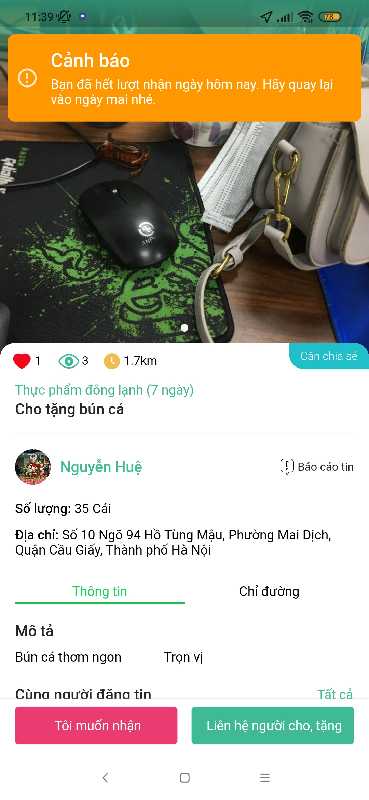 11:39
78
Cảnh báo
Bạn đã hết lượt nhận ngày hôm nay. Hãy quay lại
vào ngày mai nhé.
1
3
1.7km
Cần chia sẻ
Thực phẩm đông lạnh (7 ngày)
Cho tặng bún cá
Nguyễn Huệ
Báo cáo tin
Số lượng: 35 Cái
Địa chỉ: Số 10 Ngõ 94 Hồ Tùng Mậu, Phường Mai Dịch,
Quận Cầu Giấy, Thành phố Hà Nội
Thông tin
Chỉ đường
Mô tả
Bún cá thơm ngon Trọn vị
Cùng người đăng tin
Tất cả
Tôi muốn nhận
Liên hệ người cho, tặng